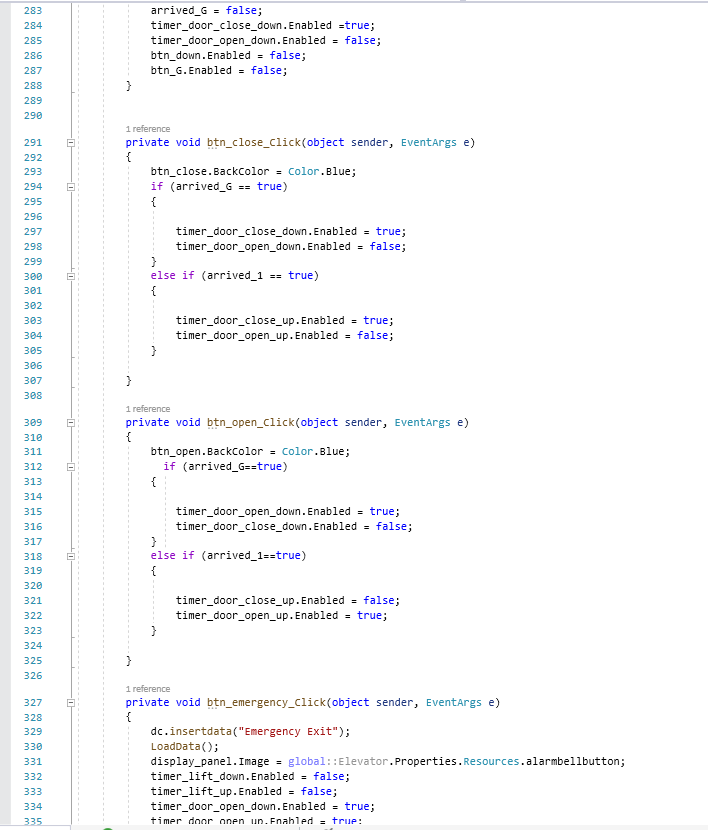 283 arrived_G = false;
284 timer_door_close_down.Enabled =true;
285 timer_door_open_down.Enabled = false;
286 btn_down.Enabled = false;
287 btn_G.Enabled = false;
288 }
289
290
1 reference
291 private void btn_close_Click(object sender, EventArgs e)
292 {
293 btn_close.BackColor = Color.Blue;
294 if (arrived_G == true)
295 {
296
297 timer_door_close_down.Enabled = true;
298 timer_door_open_down.Enabled = false;
299 }
300 else if (arrived_1 == true)
301 {
302
303 timer_door_close_up.Enabled = true;
304 timer_door_open_up.Enabled = false;
305 }
306
307 }
308
1 reference
309 private void btn_open_Click(object sender, EventArgs e)
310 {
311 btn_open.BackColor = Color.Blue;
312 if (arrived_G==true)
313 {
314
315 timer_door_open_down.Enabled = true;
316 timer_door_close_down.Enabled = false;
317 }
318 else if (arrived_1==true)
319 {
320
321 timer_door_close_up.Enabled = false;
322 timer_door_open_up.Enabled = true;
323 }
324
325 }
326
1 reference
327 private void btn_emergency_Click(object sender, EventArgs e)
328 {
329 dc.insertdata("Emergency Exit");
330 LoadData();
331 display_panel.Image = global::Elevator.Properties.Resources.alarmbellbutton;
332 timer_lift_down.Enabled = false;
333 timer_lift_up.Enabled = false;
334 timer_door_open_down.Enabled = true;
335 timer_door_open_up.Enabled = true;